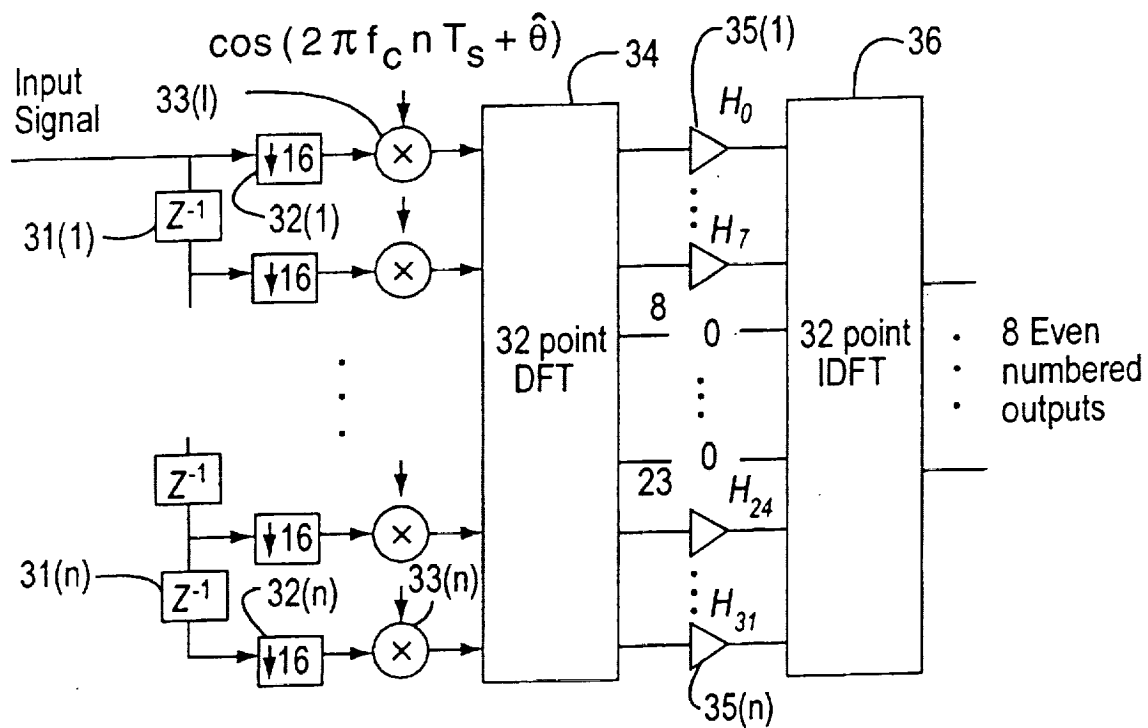 cos (2 π f_c n T_s + θ̂)
34
35(1)
36
Input
Signal
33(l)
H_0
↓16
×
32(1)
Z^-1
31(1)
H_7
↓16
×
8
0
32 point
DFT
32 point
IDFT
8 Even
numbered
outputs
0
23
Z^-1
H_24
↓16
×
31(n)
Z^-1
32(n)
33(n)
H_31
↓16
×
35(n)